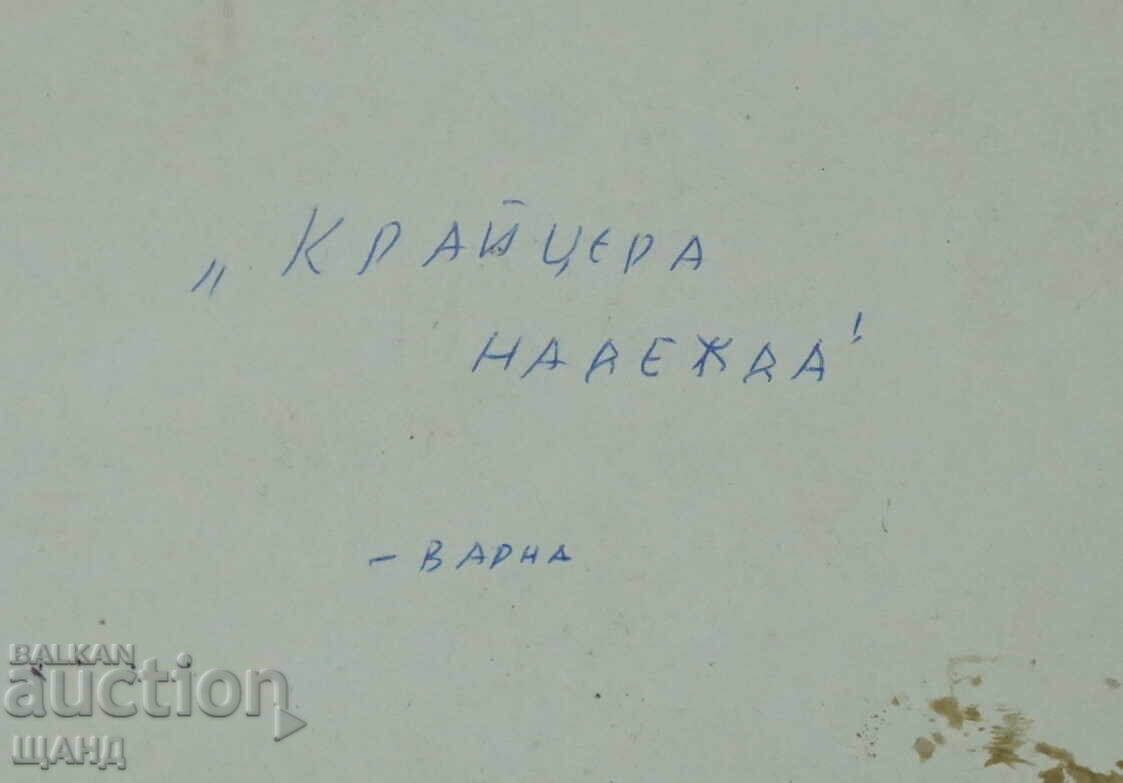 „КРАЙЦЕРА
НАДЕЖДА"
- ВАРНА
BALKAN
auction
ЩАНД